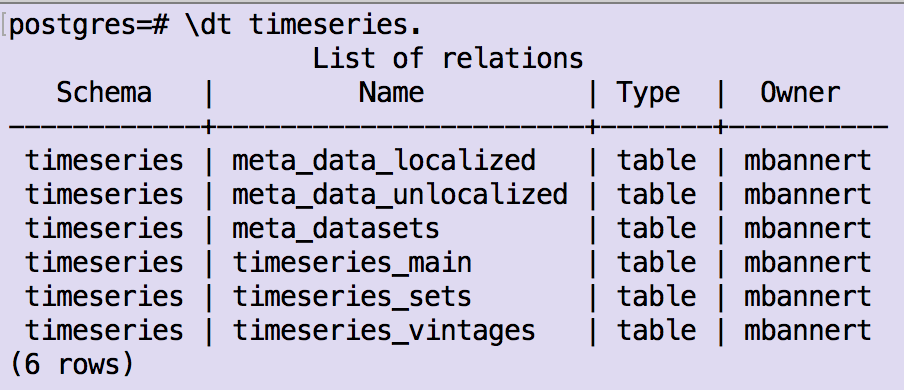 postgres=# \dt timeseries.
List of relations
Schema | Name | Type | Owner
------------+-----------------------+-------+----------
timeseries | meta_data_localized | table | mbannert
timeseries | meta_data_unlocalized | table | mbannert
timeseries | meta_datasets | table | mbannert
timeseries | timeseries_main | table | mbannert
timeseries | timeseries_sets | table | mbannert
timeseries | timeseries_vintages | table | mbannert
(6 rows)